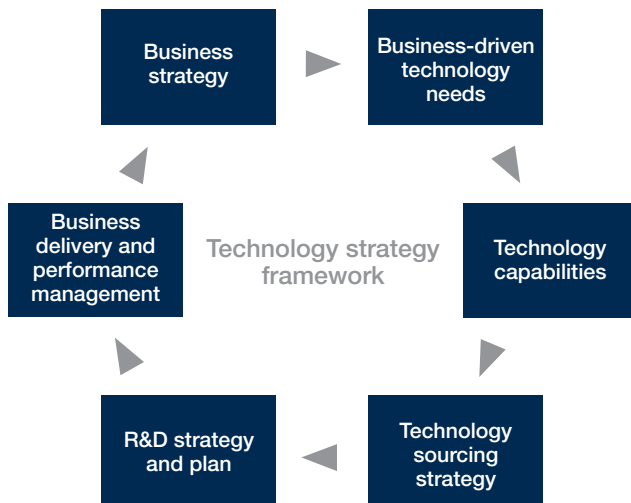 Business
strategy
Business-driven
technology
needs
Business
delivery and
performance
management
Technology strategy
framework
Technology
capabilities
R&D strategy
and plan
Technology
sourcing
strategy